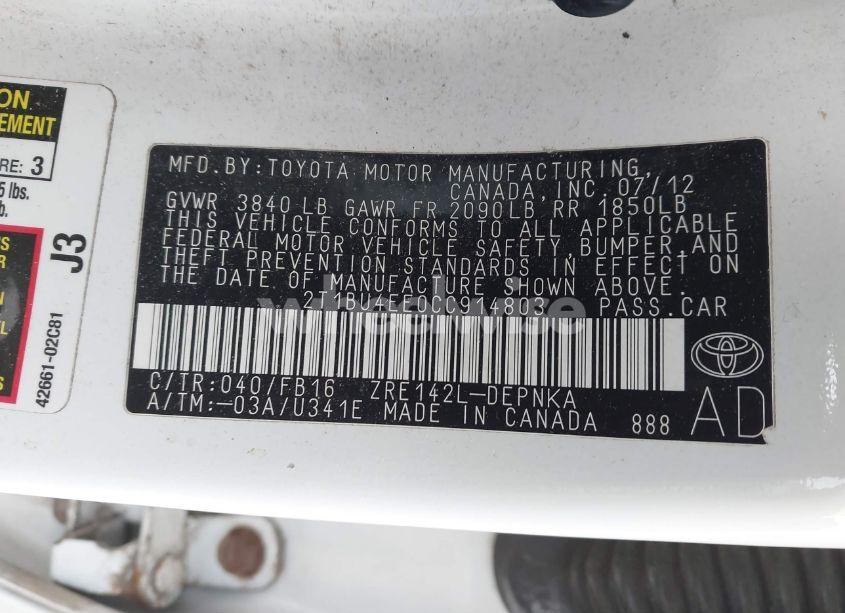 ON
EMENT
RE: 3
5 lbs.
b.
J3
42661-02C81
MFD.BY:TOYOTA MOTOR MANUFACTURING,
CANADA,INC.07/12
GVWR 3840 LB GAWR FR 2090LB RR 1850LB
THIS VEHICLE CONFORMS TO ALL APPLICABLE
FEDERAL MOTOR VEHICLE SAFETY,BUMPER,AND
THEFT PREVENTION STANDARDS IN EFFECT ON
THE DATE OF MANUFACTURE SHOWN ABOVE.
2T1BU4EE0CC914803 PASS.CAR
C/TR:040/FB16 ZRE142L-DEPNKA
A/TM:-03A/U341E MADE IN CANADA 888
AD